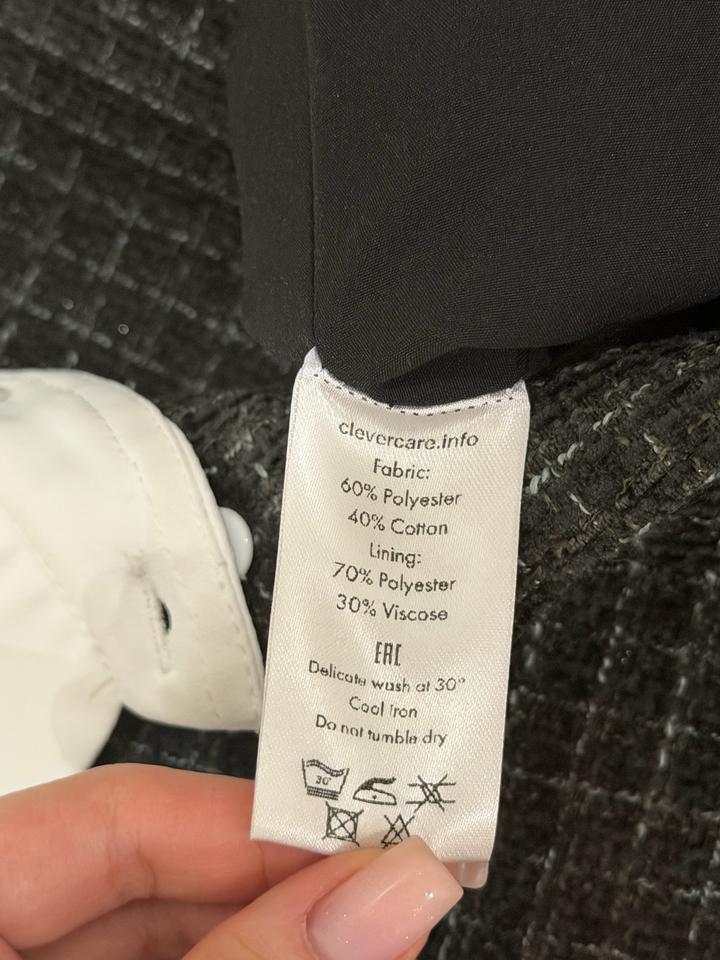 clevercare.info
Fabric:
60% Polyester
40% Cotton
Lining:
70% Polyester
30% Viscose
EAC
Delicate wash at 30°
Cool Iron
Do not tumble dry
30°